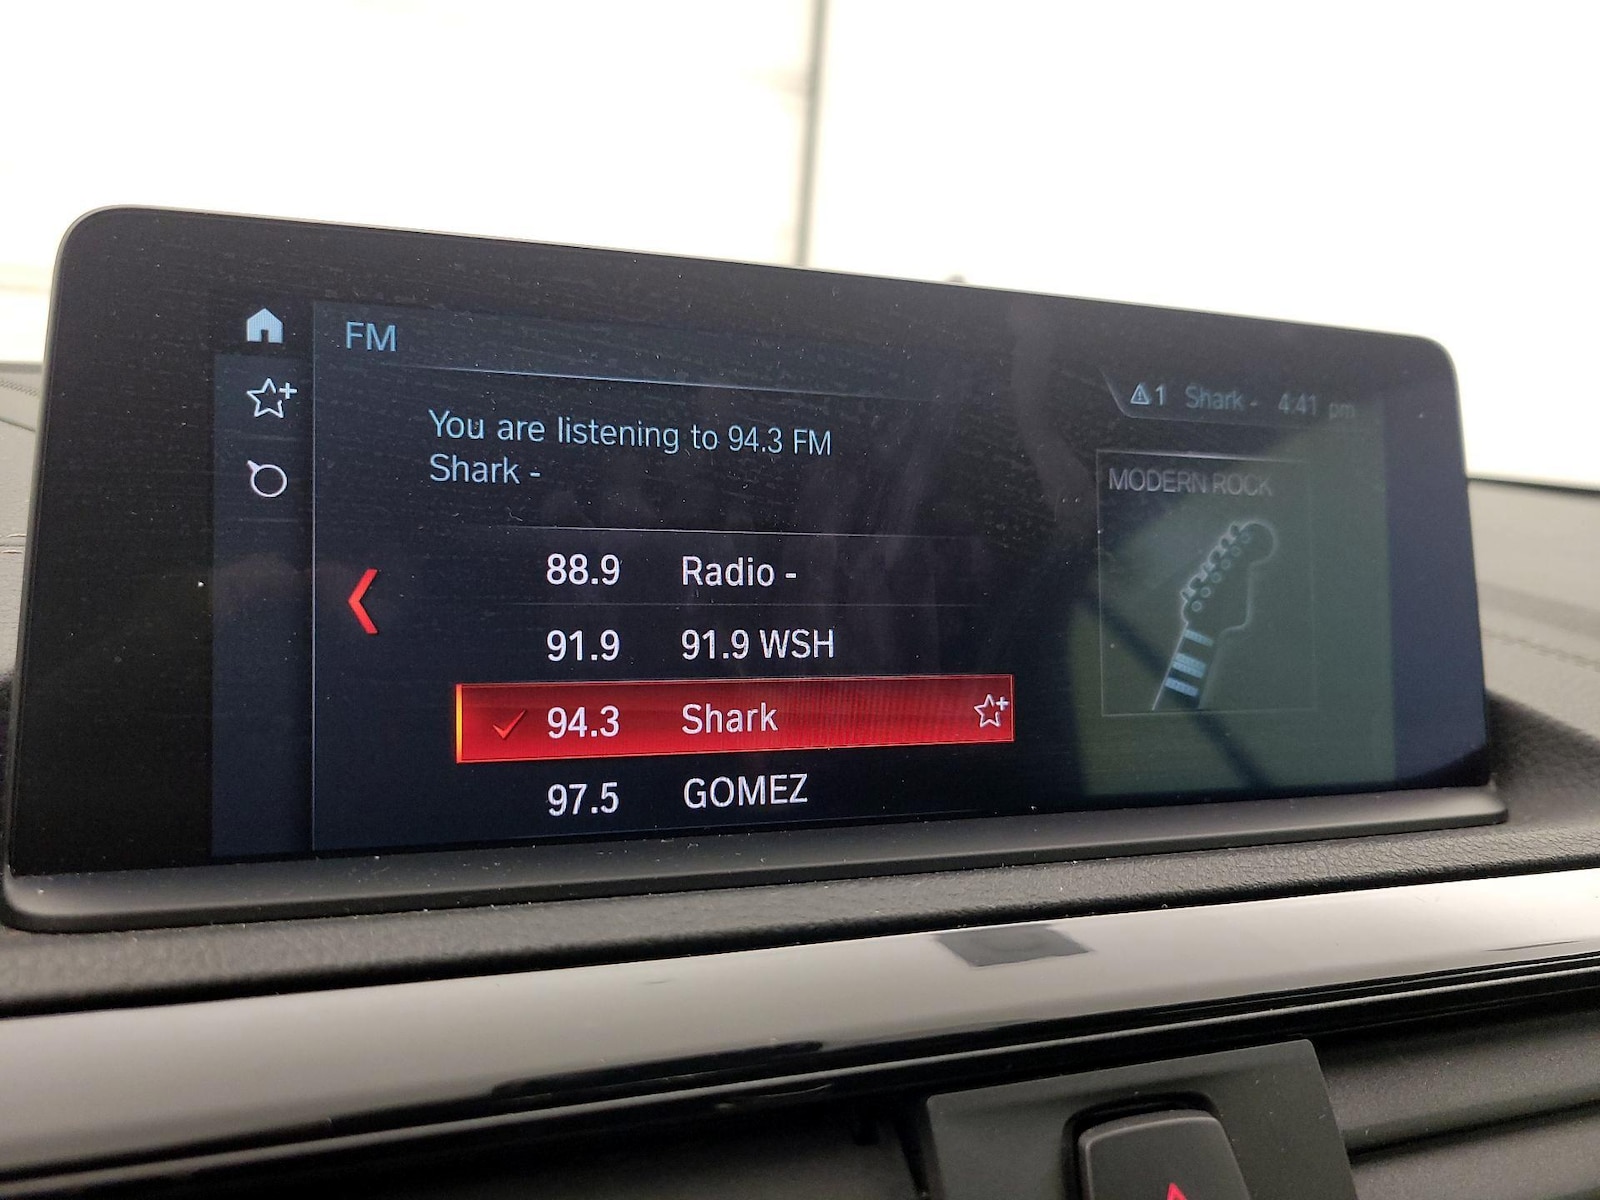 FM
1 Shark - 4:41 pm
You are listening to 94.3 FM
Shark -
MODERN ROCK
88.9 Radio -
91.9 91.9 WSH
94.3 Shark
97.5 GOMEZ